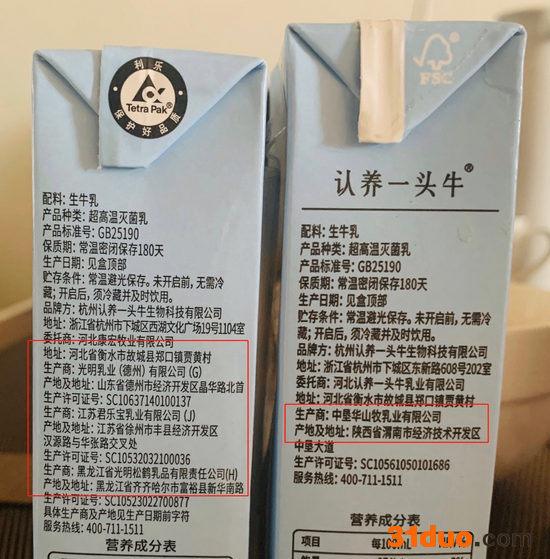 利乐
Tetra Pak
保护好品质
配料: 生牛乳
产品种类: 超高温灭菌乳
产品标准号: GB25190
保质期: 常温密闭保存180天
生产日期: 见盒顶部
贮存条件: 常温避光保存。未开启前，无需冷
藏; 开启后，须冷藏并及时饮用。
品牌方: 杭州认养一头牛生物科技有限公司
地址: 浙江省杭州市下城区西湖文化广场19号1104室
委托商: 河北康宏牧业有限公司
地址: 河北省衡水市故城县郑口镇贾黄村
生产商: 光明乳业（德州）有限公司 (G)
产地及地址: 山东省德州市经济开发区晶华路北首
生产许可证号: SC10637140100137
生产商: 江苏君乐宝乳业有限公司 (J)
产地及地址: 江苏省徐州市丰县经济开发区
汉源路与华张路交叉处
生产许可证号: SC10532032100036
生产商: 黑龙江省光明松鹤乳品有限责任公司(H)
产地及地址: 黑龙江省齐齐哈尔市富裕县新华南路
生产许可证号: SC10523022700877
具体生产商及产地见生产日期前字符
服务热线: 400-711-1511
营养成分表
FSC
认养一头牛®
配料: 生牛乳
产品种类: 超高温灭菌乳
产品标准号: GB25190
保质期: 常温密闭保存180天
生产日期: 见盒顶部
贮存条件: 常温避光保存。未开启前，无需
冷藏; 开启后，须冷藏并及时饮用。
品牌方: 杭州认养一头牛生物科技有限公司
地址: 杭州市下城区东新路608号202室
委托商: 河北认养一头牛乳业有限公司
地址: 河北省衡水市故城县郑口镇贾黄村
生产商: 中垦华山牧乳业有限公司
产地及地址: 陕西省渭南市经济技术开发区
中垦大道
生产许可证号: SC10561050101686
服务热线: 400-711-1511
营养成分表
项目
每100mL
31duo.com